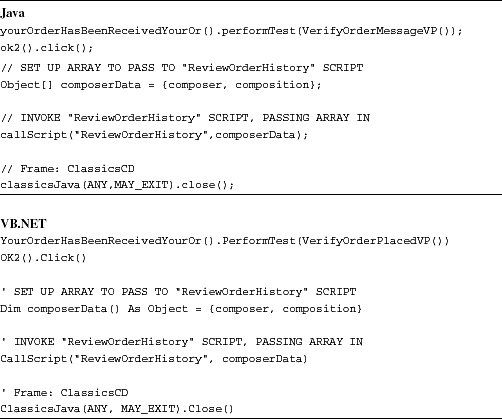 Java
yourOrderHasBeenReceivedYourOr().performTest(VerifyOrderMessageVP());
ok2().click();
// SET UP ARRAY TO PASS TO "ReviewOrderHistory" SCRIPT
Object[] composerData = {composer, composition};
// INVOKE "ReviewOrderHistory" SCRIPT, PASSING ARRAY IN
callScript("ReviewOrderHistory",composerData);
// Frame: ClassicsCD
classicsJava(ANY,MAY_EXIT).close();
VB.NET
YourOrderHasBeenReceivedYourOr().PerformTest(VerifyOrderPlacedVP())
OK2().Click()
' SET UP ARRAY TO PASS TO "ReviewOrderHistory" SCRIPT
Dim composerData() As Object = {composer, composition}
' INVOKE "ReviewOrderHistory" SCRIPT, PASSING ARRAY IN
CallScript("ReviewOrderHistory", composerData)
' Frame: ClassicsCD
ClassicsJava(ANY, MAY_EXIT).Close()